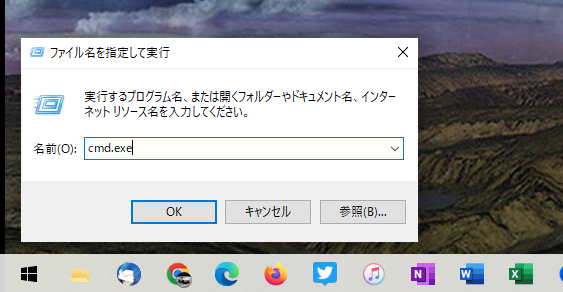 ファイル名を指定して実行
実行するプログラム名、または開くフォルダーやドキュメント名、インター
ネット リソース名を入力してください。
名前(O):
cmd.exe
OK
キャンセル
参照(B)...
N
W
X